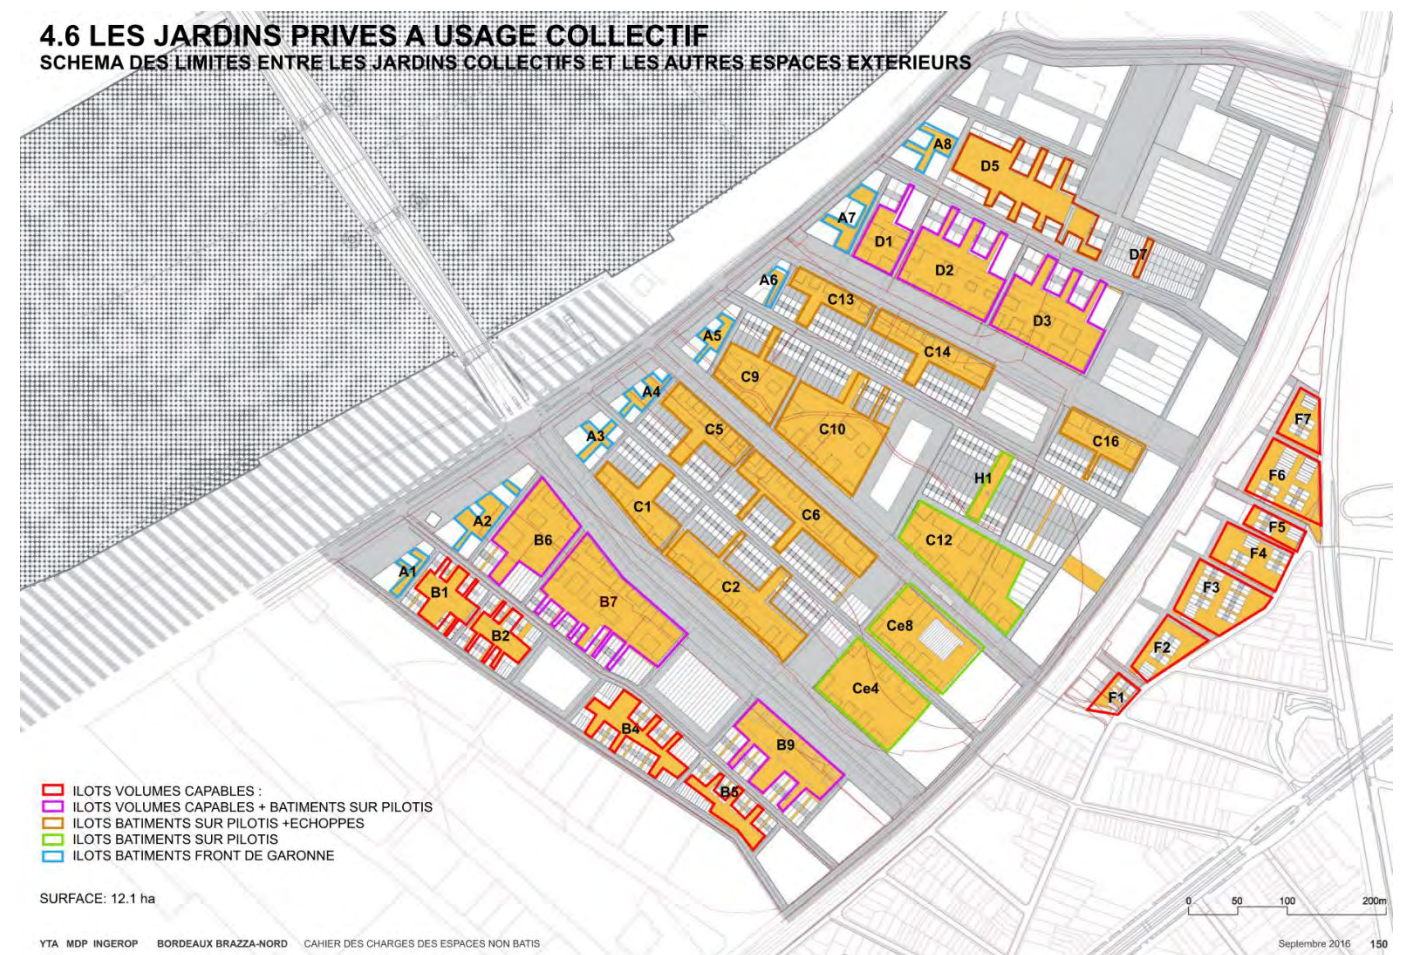 4.6 LES JARDINS PRIVES A USAGE COLLECTIF
SCHEMA DES LIMITES ENTRE LES JARDINS COLLECTIFS ET LES AUTRES ESPACES EXTERIEURS
A8
D5
A7
D1
D7
D2
A6
C13
D3
A5
C14
C9
A4
C5
C10
A3
C16
F7
H1
F6
C1
C6
A2
B6
C12
F5
F4
A1
B1
B7
C2
F3
B2
Ce8
F2
Ce4
F1
B4
B9
B5
ILOTS VOLUMES CAPABLES :
ILOTS VOLUMES CAPABLES + BATIMENTS SUR PILOTIS
ILOTS BATIMENTS SUR PILOTIS +ECHOPPES
ILOTS BATIMENTS SUR PILOTIS
ILOTS BATIMENTS FRONT DE GARONNE
SURFACE: 12.1 ha
0 50 100 200m
YTA MDP INGEROP BORDEAUX BRAZZA-NORD CAHIER DES CHARGES DES ESPACES NON BATIS
Septembre 2016 150